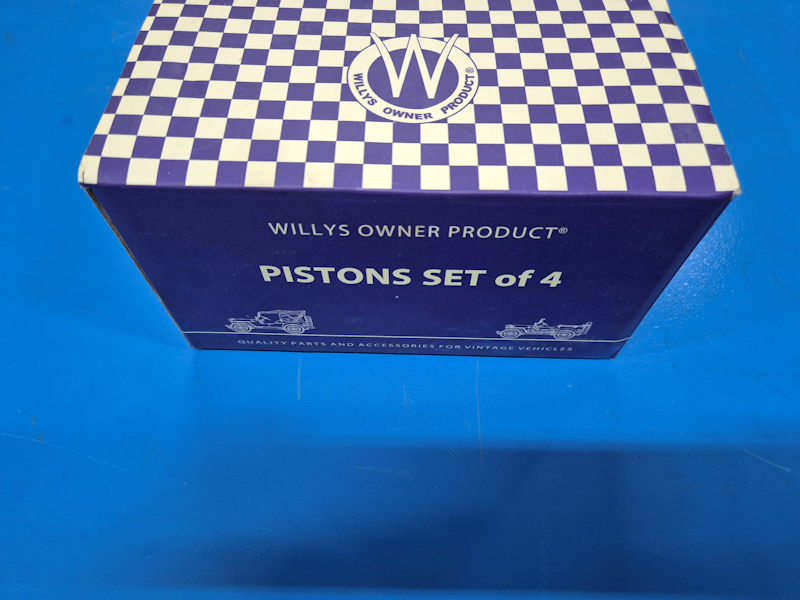 W
WILLYS OWNER PRODUCT®
WILLYS OWNER PRODUCT®
PISTONS SET of 4
QUALITY PARTS AND ACCESSORIES FOR VINTAGE VEHICLES